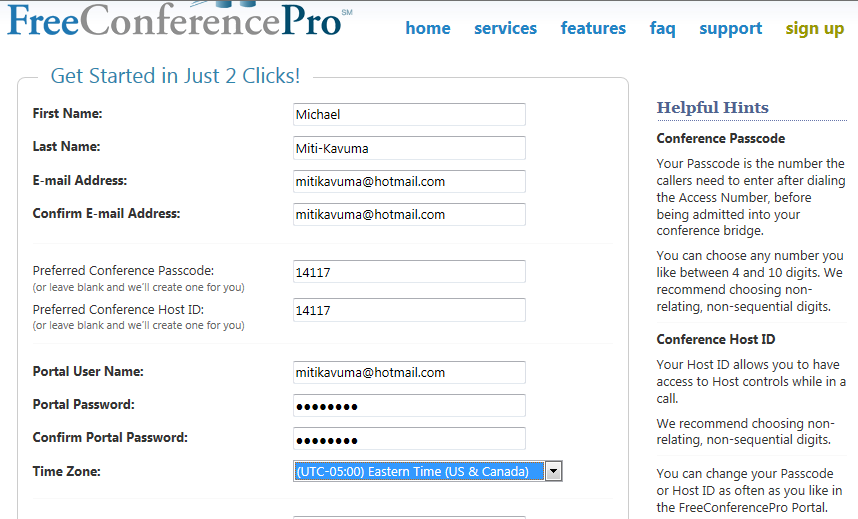 FreeConferencePro℠
home services features faq support sign up
Get Started in Just 2 Clicks!
First Name: Michael
Last Name: Miti-Kavuma
E-mail Address: mitikavuma@hotmail.com
Confirm E-mail Address: mitikavuma@hotmail.com
Preferred Conference Passcode: 14117
(or leave blank and we'll create one for you)
Preferred Conference Host ID: 14117
(or leave blank and we'll create one for you)
Portal User Name: mitikavuma@hotmail.com
Portal Password: ●●●●●●●●
Confirm Portal Password: ●●●●●●●●
Time Zone: (UTC-05:00) Eastern Time (US & Canada)
Helpful Hints
Conference Passcode
Your Passcode is the number the
callers need to enter after dialing
the Access Number, before
being admitted into your
conference bridge.
You can choose any number you
like between 4 and 10 digits. We
recommend choosing non-
relating, non-sequential digits.
Conference Host ID
Your Host ID allows you to have
access to Host controls while in a
call.
We recommend choosing non-
relating, non-sequential digits.
You can change your Passcode
or Host ID as often as you like in
the FreeConferencePro Portal.